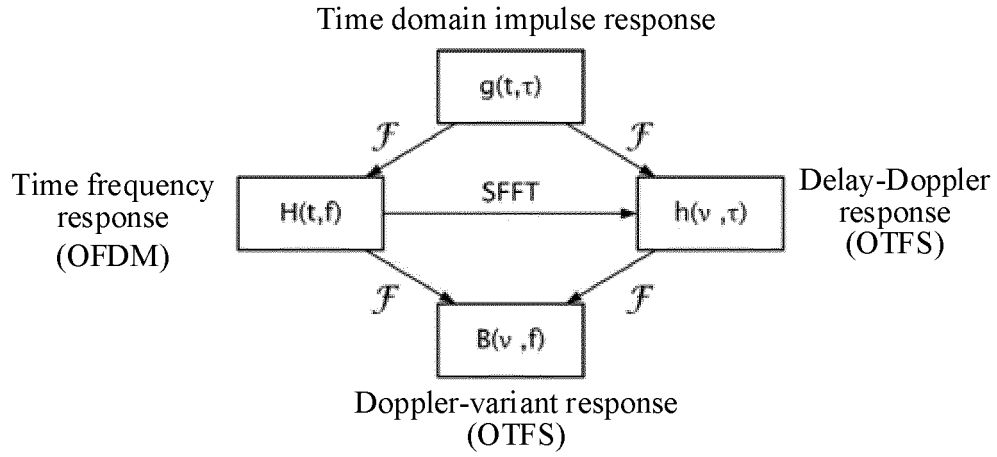 Time domain impulse response
g(t,τ)
ℱ
ℱ
Time frequency
response
(OFDM)
H(t,f)
SFFT
h(ν ,τ)
Delay-Doppler
response
(OTFS)
ℱ
ℱ
B(ν ,f)
Doppler-variant response
(OTFS)